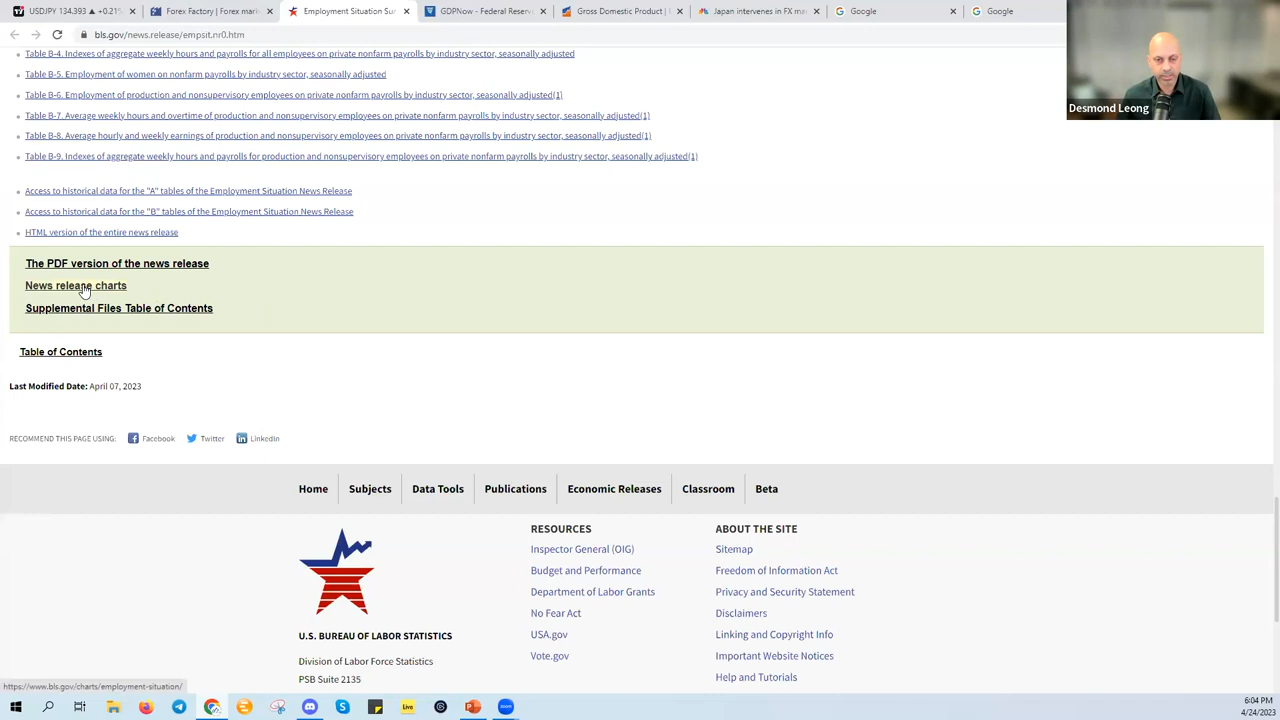 USDJPY 134.393 ▲ +0.21%
Forex Factory | Forex mark
Employment Situation Sur
GDPNow - Federal Reserv
Gross Domestic Product | U
Japan intervenes in FX ma
Google
Google
bls.gov/news.release/empsit.nr0.htm
Table B-4. Indexes of aggregate weekly hours and payrolls for all employees on private nonfarm payrolls by industry sector, seasonally adjusted
Table B-5. Employment of women on nonfarm payrolls by industry sector, seasonally adjusted
Table B-6. Employment of production and nonsupervisory employees on private nonfarm payrolls by industry sector, seasonally adjusted(1)
Table B-7. Average weekly hours and overtime of production and nonsupervisory employees on private nonfarm payrolls by industry sector, seasonally adjusted(1)
Table B-8. Average hourly and weekly earnings of production and nonsupervisory employees on private nonfarm payrolls by industry sector, seasonally adjusted(1)
Table B-9. Indexes of aggregate weekly hours and payrolls for production and nonsupervisory employees on private nonfarm payrolls by industry sector, seasonally adjusted(1)
Desmond Leong
Access to historical data for the "A" tables of the Employment Situation News Release
Access to historical data for the "B" tables of the Employment Situation News Release
HTML version of the entire news release
The PDF version of the news release
News release charts
Supplemental Files Table of Contents
Table of Contents
Last Modified Date: April 07, 2023
RECOMMEND THIS PAGE USING: Facebook Twitter LinkedIn
Home Subjects Data Tools Publications Economic Releases Classroom Beta
U.S. BUREAU OF LABOR STATISTICS
Division of Labor Force Statistics
PSB Suite 2135
RESOURCES
Inspector General (OIG)
Budget and Performance
Department of Labor Grants
No Fear Act
USA.gov
Vote.gov
ABOUT THE SITE
Sitemap
Freedom of Information Act
Privacy and Security Statement
Disclaimers
Linking and Copyright Info
Important Website Notices
Help and Tutorials
https://www.bls.gov/charts/employment-situation/
Live
zoom
6:04 PM
4/24/2023